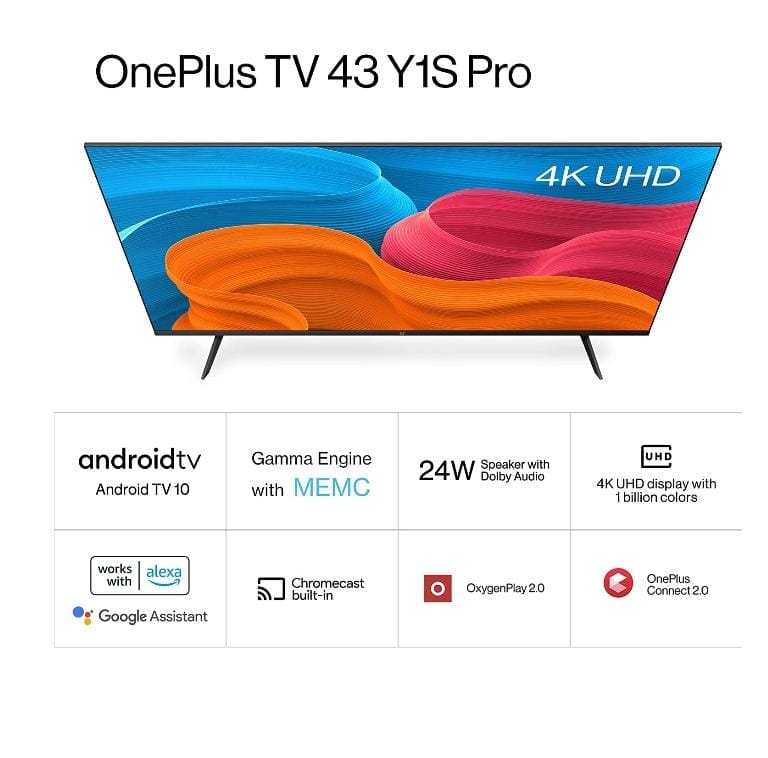 OnePlus TV 43 Y1S Pro
4K UHD
androidtv
Android TV 10
Gamma Engine
with MEMC
24W Speaker with
Dolby Audio
UHD
4K UHD display with
1 billion colors
works
with
alexa
Google Assistant
Chromecast
built-in
OxygenPlay 2.0
OnePlus
Connect 2.0